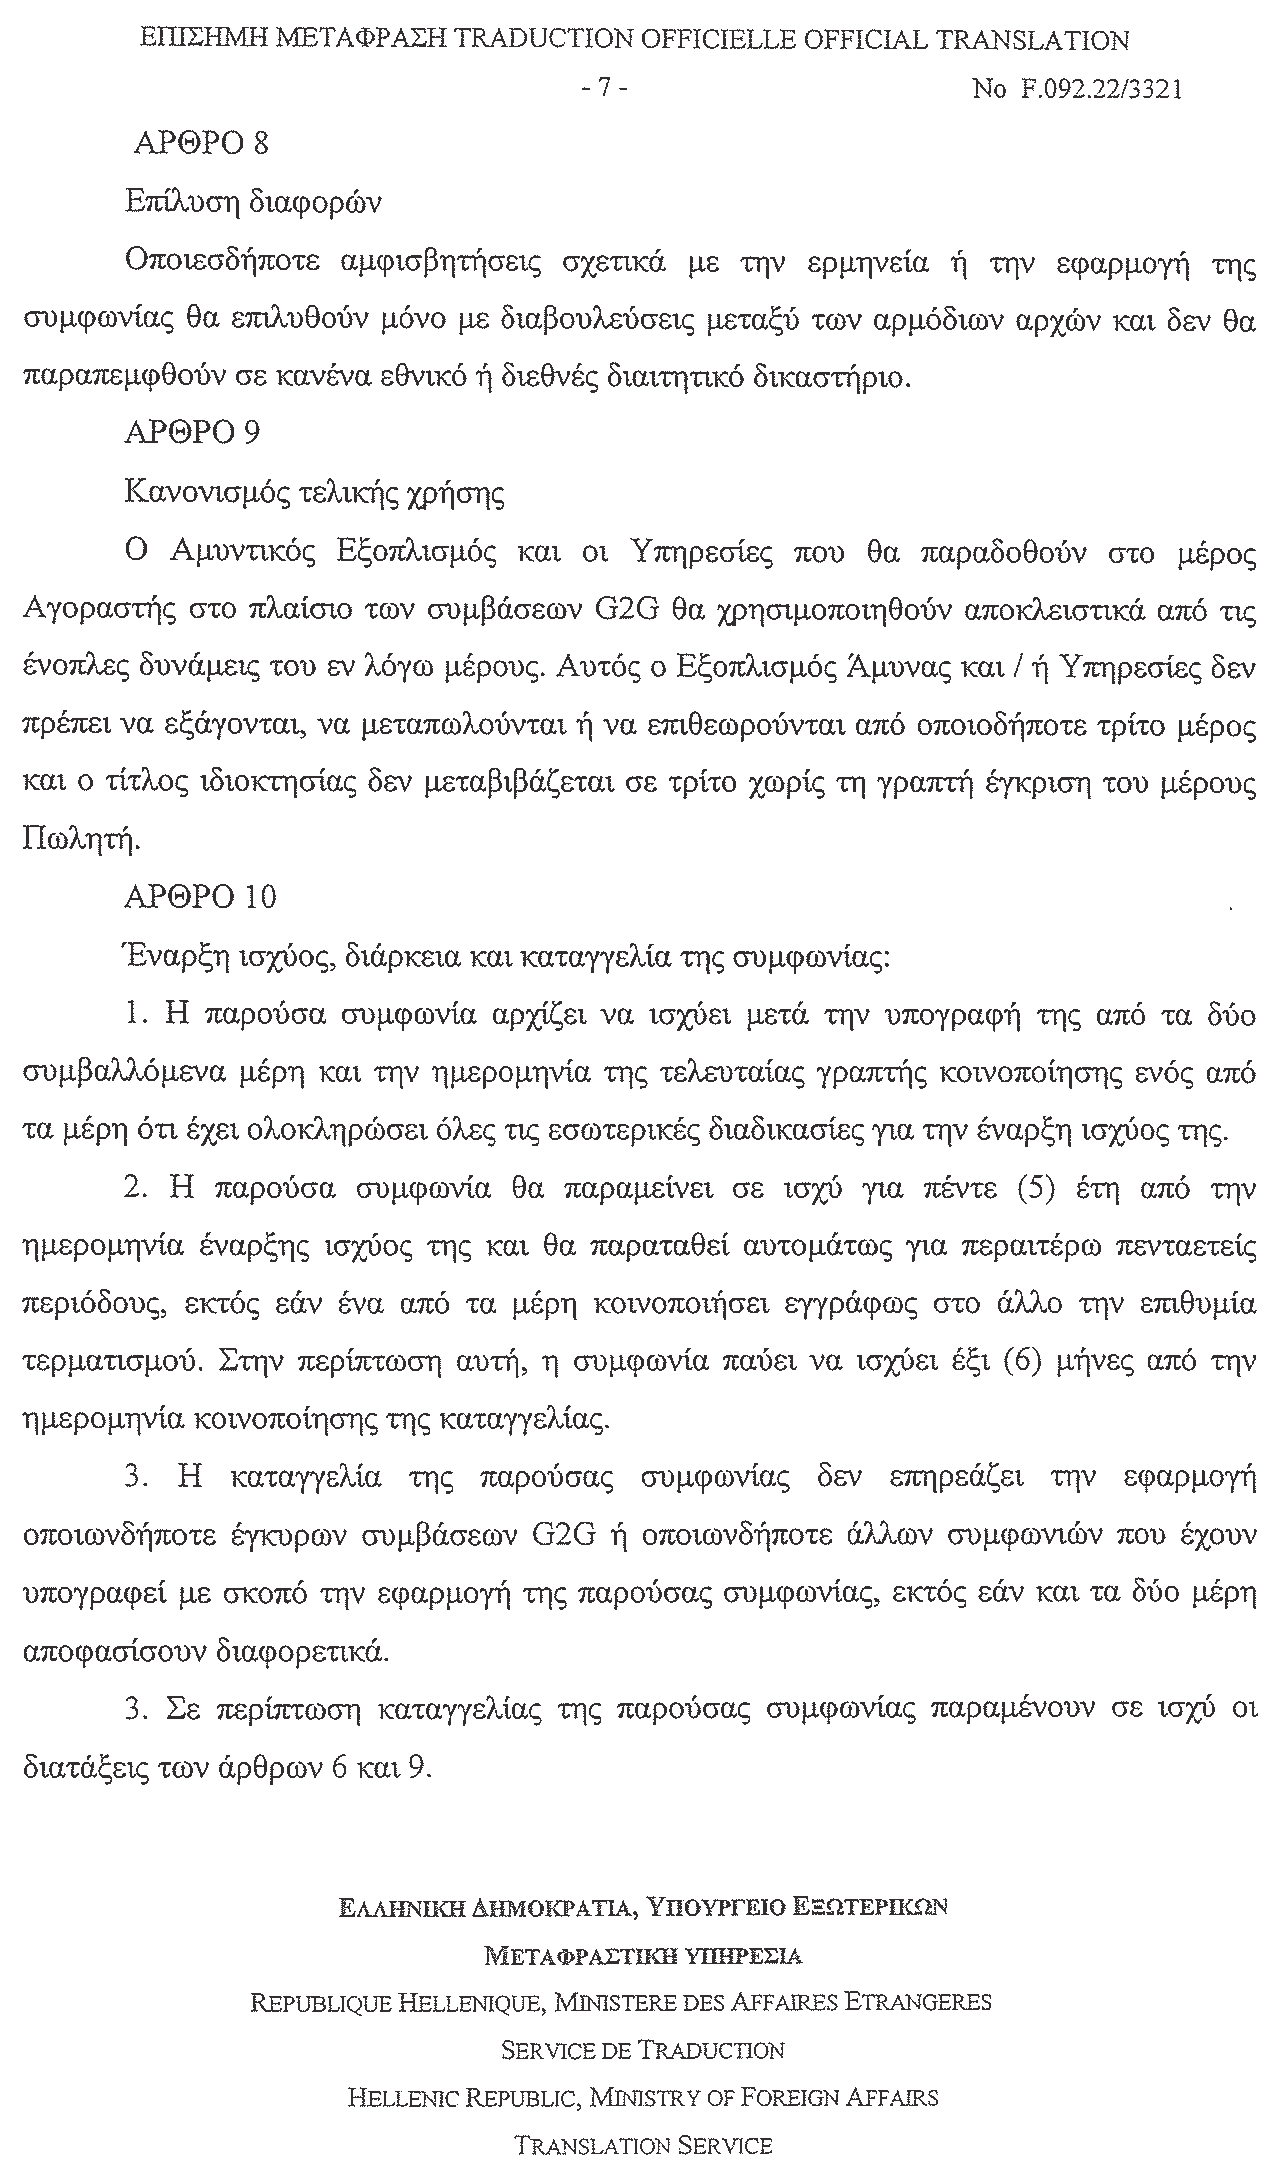 ΕΠΙΣΗΜΗ ΜΕΤΑΦΡΑΣΗ TRADUCTION OFFICIELLE OFFICIAL TRANSLATION
- 7 - No F.092.22/3321
ΑΡΘΡΟ 8
Επίλυση διαφορών
Οποιεσδήποτε αμφισβητήσεις σχετικά με την ερμηνεία ή την εφαρμογή της
συμφωνίας θα επιλυθούν μόνο με διαβουλεύσεις μεταξύ των αρμόδιων αρχών και δεν θα
παραπεμφθούν σε κανένα εθνικό ή διεθνές διαιτητικό δικαστήριο.
ΑΡΘΡΟ 9
Κανονισμός τελικής χρήσης
Ο Αμυντικός Εξοπλισμός και οι Υπηρεσίες που θα παραδοθούν στο μέρος
Αγοραστής στο πλαίσιο των συμβάσεων G2G θα χρησιμοποιηθούν αποκλειστικά από τις
ένοπλες δυνάμεις του εν λόγω μέρους. Αυτός ο Εξοπλισμός Άμυνας και / ή Υπηρεσίες δεν
πρέπει να εξάγονται, να μεταπωλούνται ή να επιθεωρούνται από οποιοδήποτε τρίτο μέρος
και ο τίτλος ιδιοκτησίας δεν μεταβιβάζεται σε τρίτο χωρίς τη γραπτή έγκριση του μέρους
Πωλητή.
ΑΡΘΡΟ 10
Έναρξη ισχύος, διάρκεια και καταγγελία της συμφωνίας:
1. Η παρούσα συμφωνία αρχίζει να ισχύει μετά την υπογραφή της από τα δύο
συμβαλλόμενα μέρη και την ημερομηνία της τελευταίας γραπτής κοινοποίησης ενός από
τα μέρη ότι έχει ολοκληρώσει όλες τις εσωτερικές διαδικασίες για την έναρξη ισχύος της.
2. Η παρούσα συμφωνία θα παραμείνει σε ισχύ για πέντε (5) έτη από την
ημερομηνία έναρξης ισχύος της και θα παραταθεί αυτομάτως για περαιτέρω πενταετείς
περιόδους, εκτός εάν ένα από τα μέρη κοινοποιήσει εγγράφως στο άλλο την επιθυμία
τερματισμού. Στην περίπτωση αυτή, η συμφωνία παύει να ισχύει έξι (6) μήνες από την
ημερομηνία κοινοποίησης της καταγγελίας.
3. Η καταγγελία της παρούσας συμφωνίας δεν επηρεάζει την εφαρμογή
οποιωνδήποτε έγκυρων συμβάσεων G2G ή οποιωνδήποτε άλλων συμφωνιών που έχουν
υπογραφεί με σκοπό την εφαρμογή της παρούσας συμφωνίας, εκτός εάν και τα δύο μέρη
αποφασίσουν διαφορετικά.
3. Σε περίπτωση καταγγελίας της παρούσας συμφωνίας παραμένουν σε ισχύ οι
διατάξεις των άρθρων 6 και 9.
ΕΛΛΗΝΙΚΗ ΔΗΜΟΚΡΑΤΙΑ, ΥΠΟΥΡΓΕΙΟ ΕΞΩΤΕΡΙΚΩΝ
ΜΕΤΑΦΡΑΣΤΙΚΗ ΥΠΗΡΕΣΙΑ
REPUBLIQUE HELLENIQUE, MINISTERE DES AFFAIRES ETRANGERES
SERVICE DE TRADUCTION
HELLENIC REPUBLIC, MINISTRY OF FOREIGN AFFAIRS
TRANSLATION SERVICE